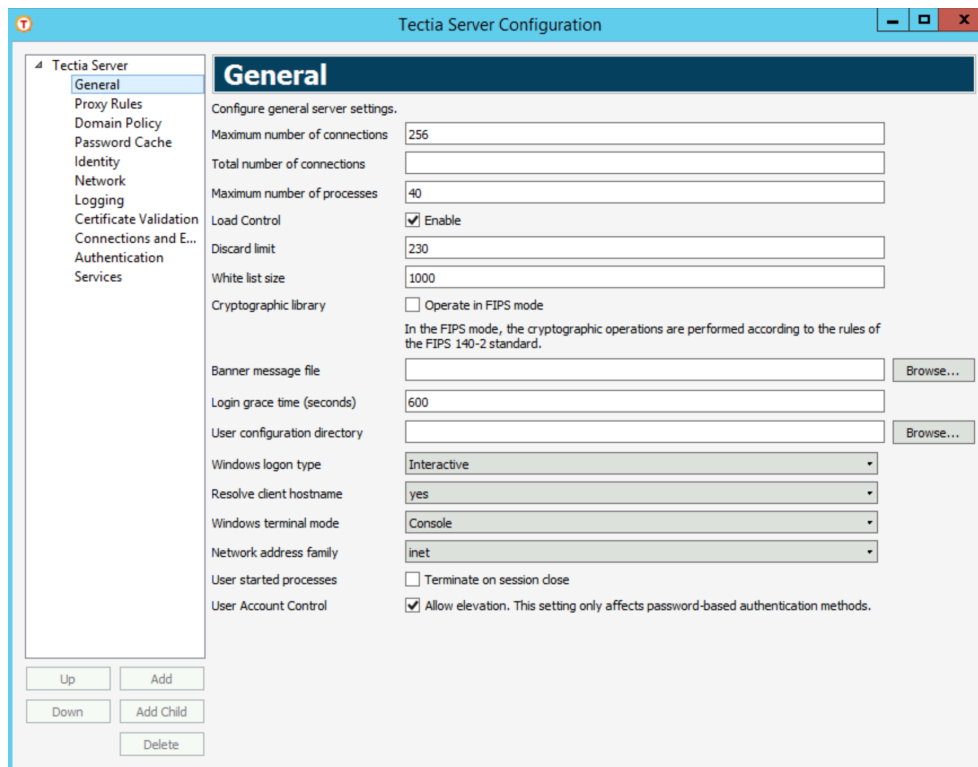 Tectia Server Configuration
Tectia Server
General
Proxy Rules
Domain Policy
Password Cache
Identity
Network
Logging
Certificate Validation
Connections and E...
Authentication
Services
Up
Add
Down
Add Child
Delete
General
Configure general server settings.
Maximum number of connections 256
Total number of connections
Maximum number of processes 40
Load Control Enable
Discard limit 230
White list size 1000
Cryptographic library Operate in FIPS mode
In the FIPS mode, the cryptographic operations are performed according to the rules of
the FIPS 140-2 standard.
Banner message file Browse...
Login grace time (seconds) 600
User configuration directory Browse...
Windows logon type Interactive
Resolve client hostname yes
Windows terminal mode Console
Network address family inet
User started processes Terminate on session close
User Account Control Allow elevation. This setting only affects password-based authentication methods.